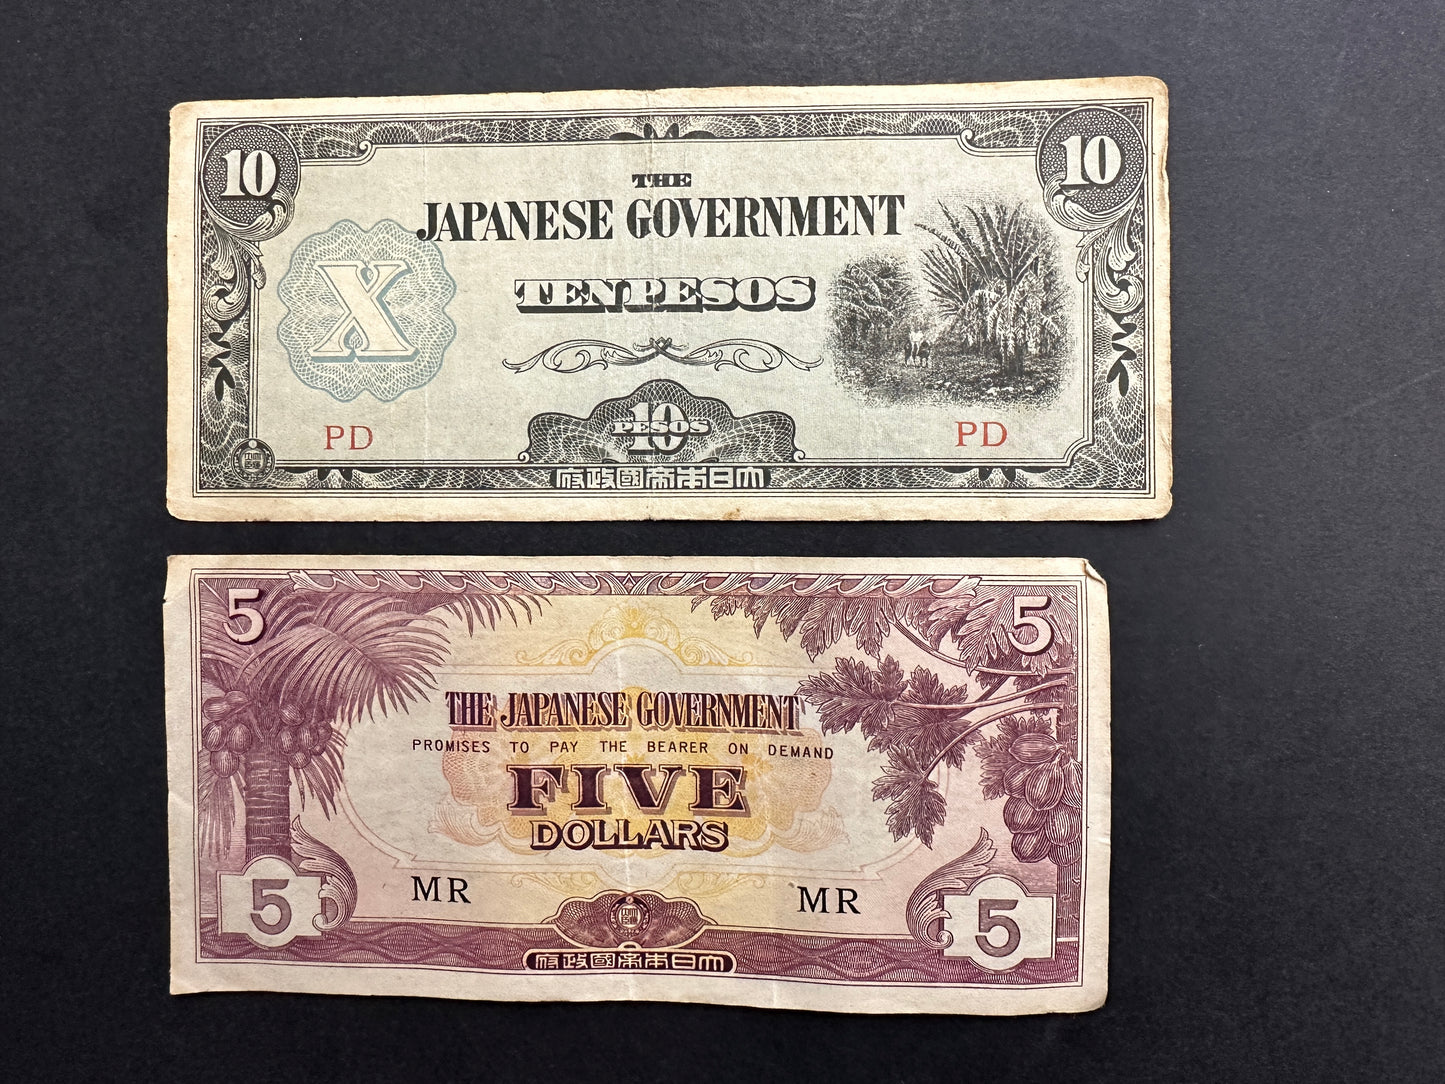 10
10
THE
JAPANESE GOVERNMENT
TEN PESOS
X
PD
PD
10
PESOS
大日本帝國政府
5
5
THE JAPANESE GOVERNMENT
PROMISES TO PAY THE BEARER ON DEMAND
FIVE
DOLLARS
MR
MR
5
5
大日本帝國政府